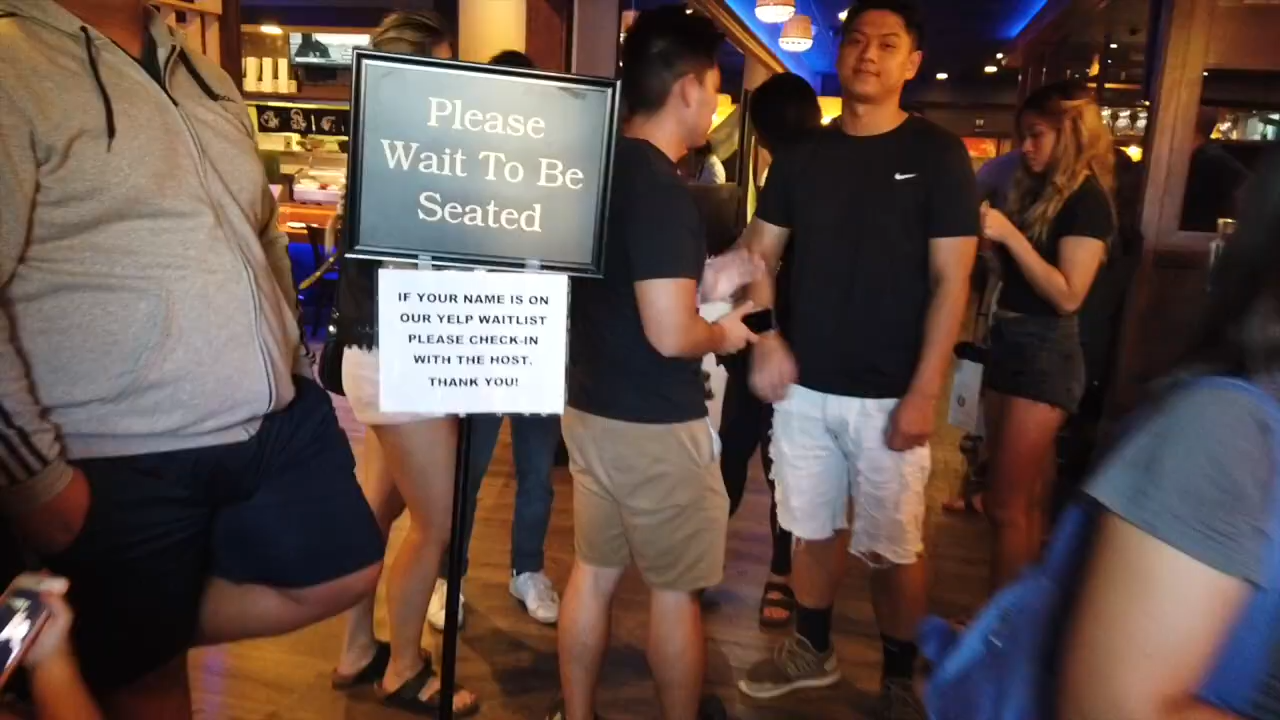 Please
Wait To Be
Seated
IF YOUR NAME IS ON
OUR YELP WAITLIST
PLEASE CHECK-IN
WITH THE HOST.
THANK YOU!